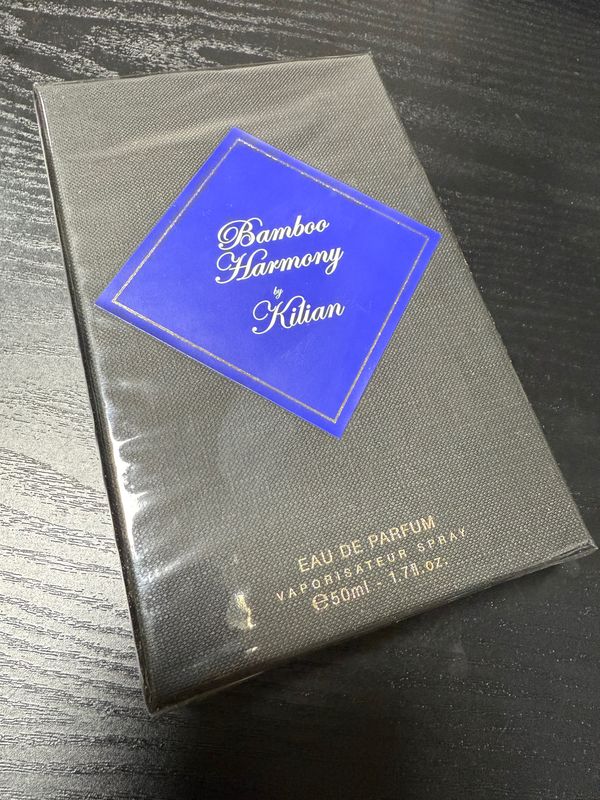 Bamboo
Harmony
by
Kilian
EAU DE PARFUM
VAPORISATEUR SPRAY
℮50ml - 1.7fl.oz.